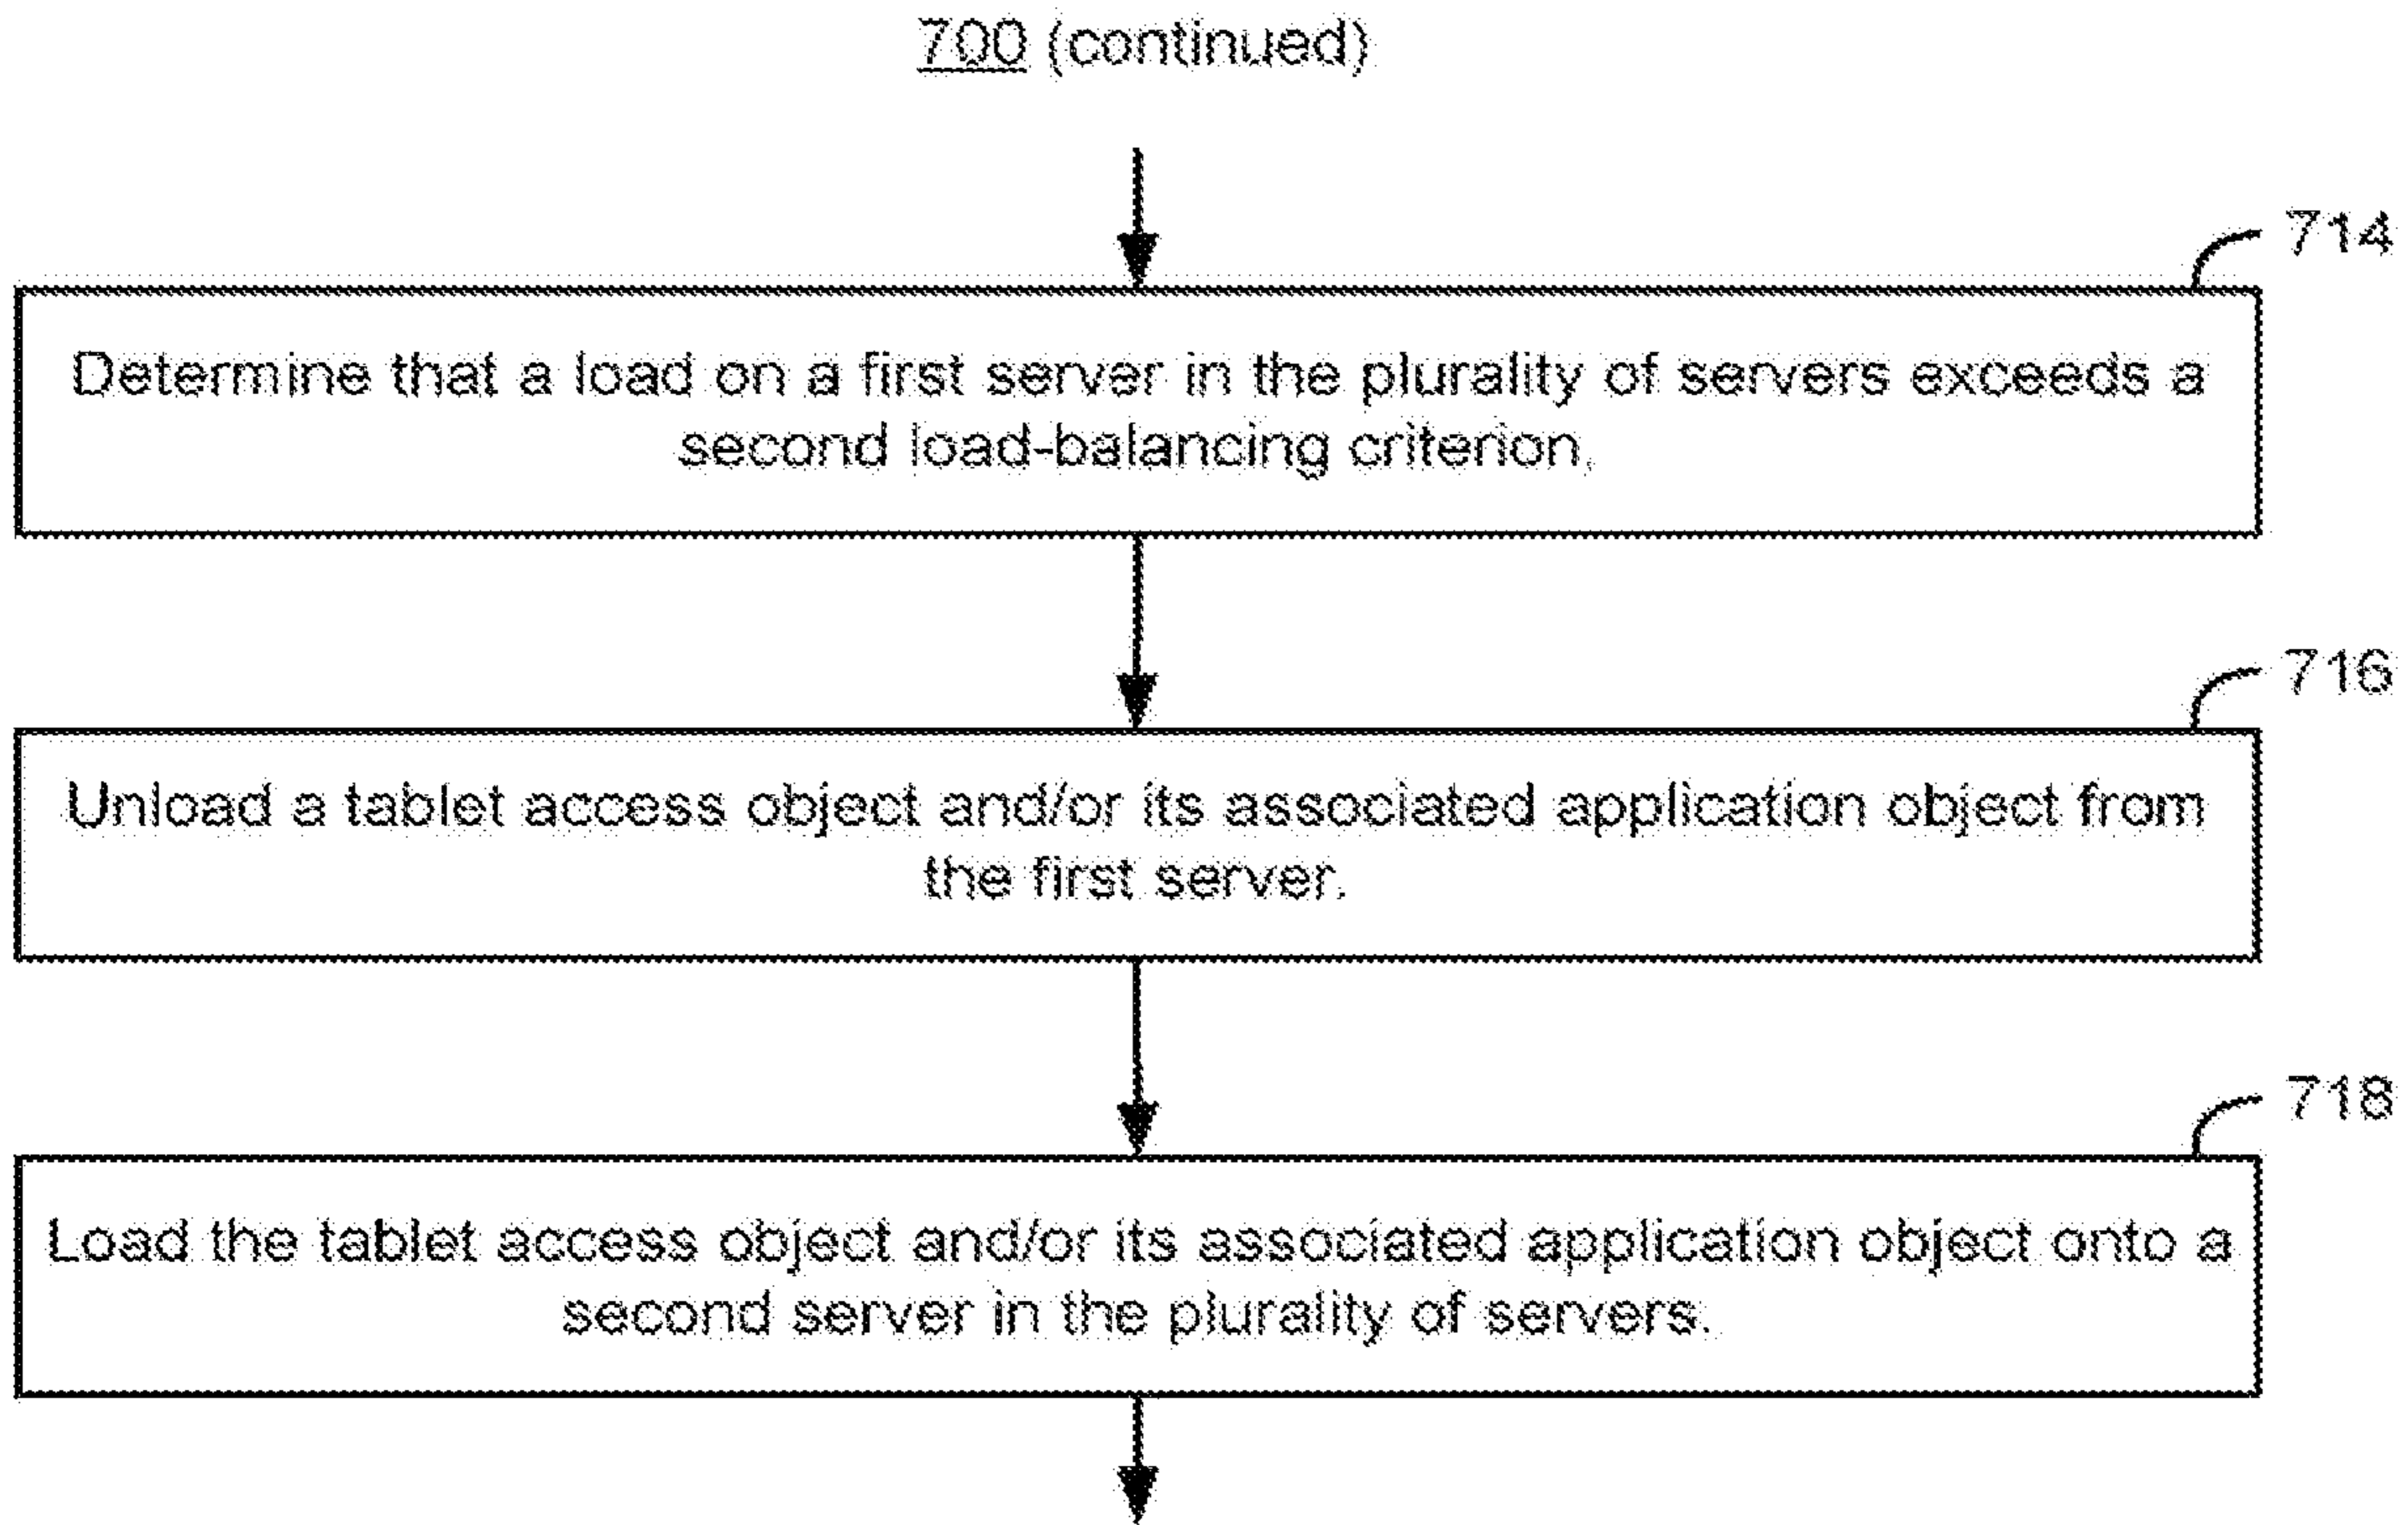 700 (continued)
714
Determine that a load on a first server in the plurality of servers exceeds a
second load-balancing criterion.
716
Unload a tablet access object and/or its associated application object from
the first server.
718
Load the tablet access object and/or its associated application object onto a
second server in the plurality of servers.